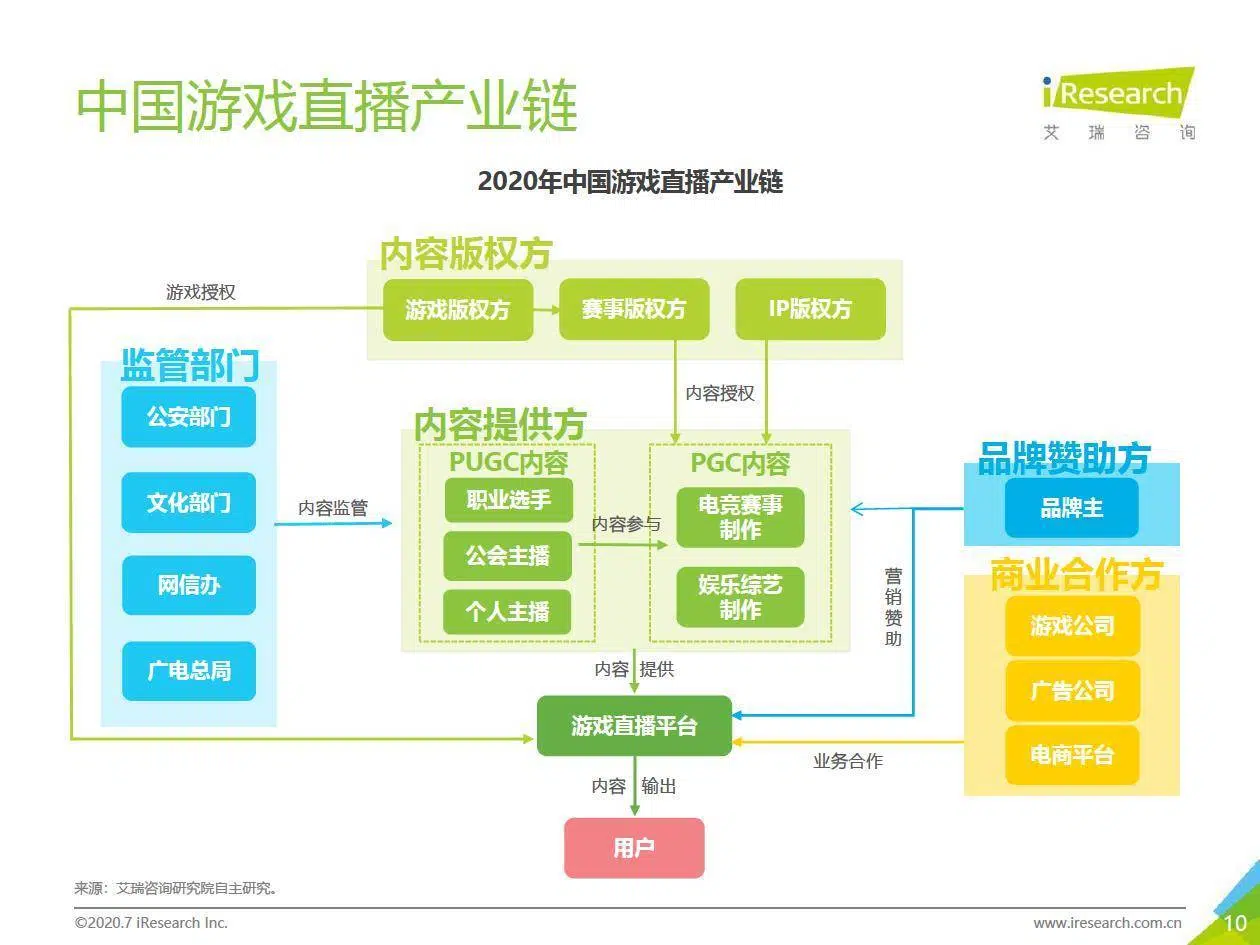 中国游戏直播产业链
iResearch
艾瑞咨询
2020年中国游戏直播产业链
内容版权方
游戏授权
游戏版权方
赛事版权方
IP版权方
监管部门
公安部门
文化部门
网信办
广电总局
内容监管
内容授权
内容提供方
PUGC内容
职业选手
公会主播
个人主播
内容参与
PGC内容
电竞赛事
制作
娱乐综艺
制作
品牌赞助方
品牌主
营销赞助
商业合作方
游戏公司
广告公司
电商平台
内容 提供
游戏直播平台
业务合作
内容 输出
用户
来源：艾瑞咨询研究院自主研究。
©2020.7 iResearch Inc.
www.iresearch.com.cn
10